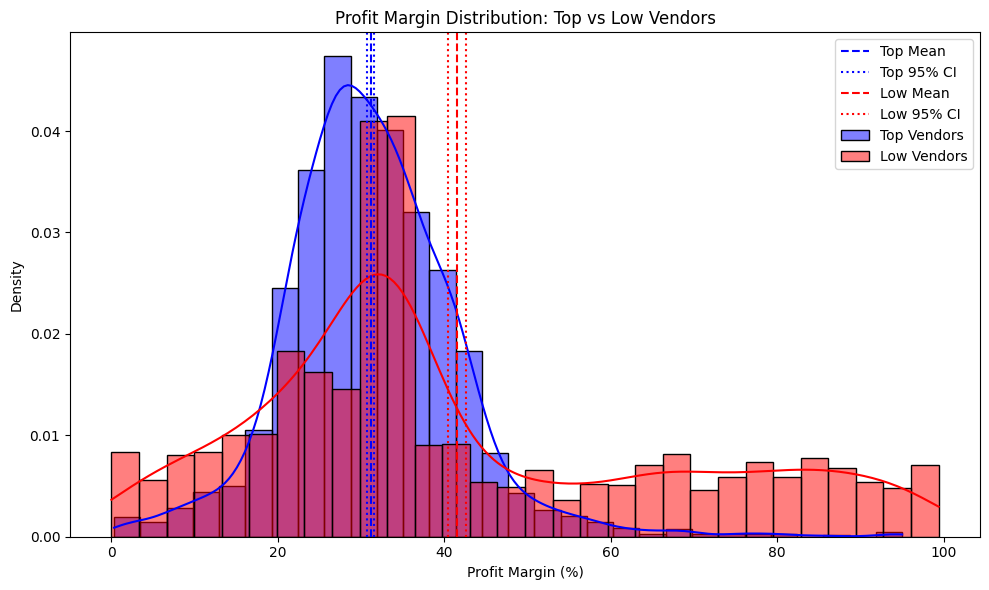 Profit Margin Distribution: Top vs Low Vendors
Top Mean
Top 95% CI
Low Mean
Low 95% CI
Top Vendors
Low Vendors
Density
0.04
0.03
0.02
0.01
0.00
0
20
40
60
80
100
Profit Margin (%)